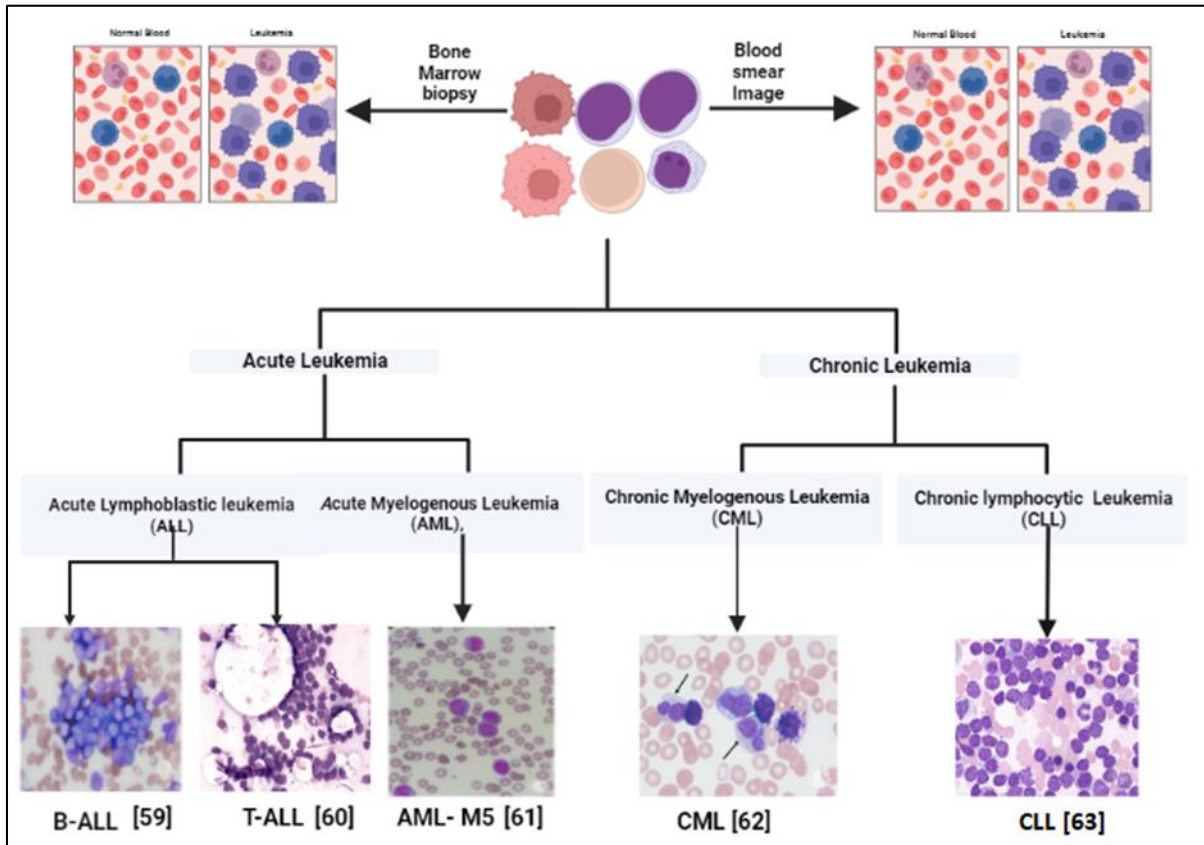 Normal Blood
Leukemia
Bone
Marrow
biopsy
Blood
smear
Image
Normal Blood
Leukemia
Acute Leukemia
Chronic Leukemia
Acute Lymphoblastic leukemia
(ALL)
Acute Myelogenous Leukemia
(AML),
Chronic Myelogenous Leukemia
(CML)
Chronic lymphocytic Leukemia
(CLL)
B-ALL [59]
T-ALL [60]
AML- M5 [61]
CML [62]
CLL [63]